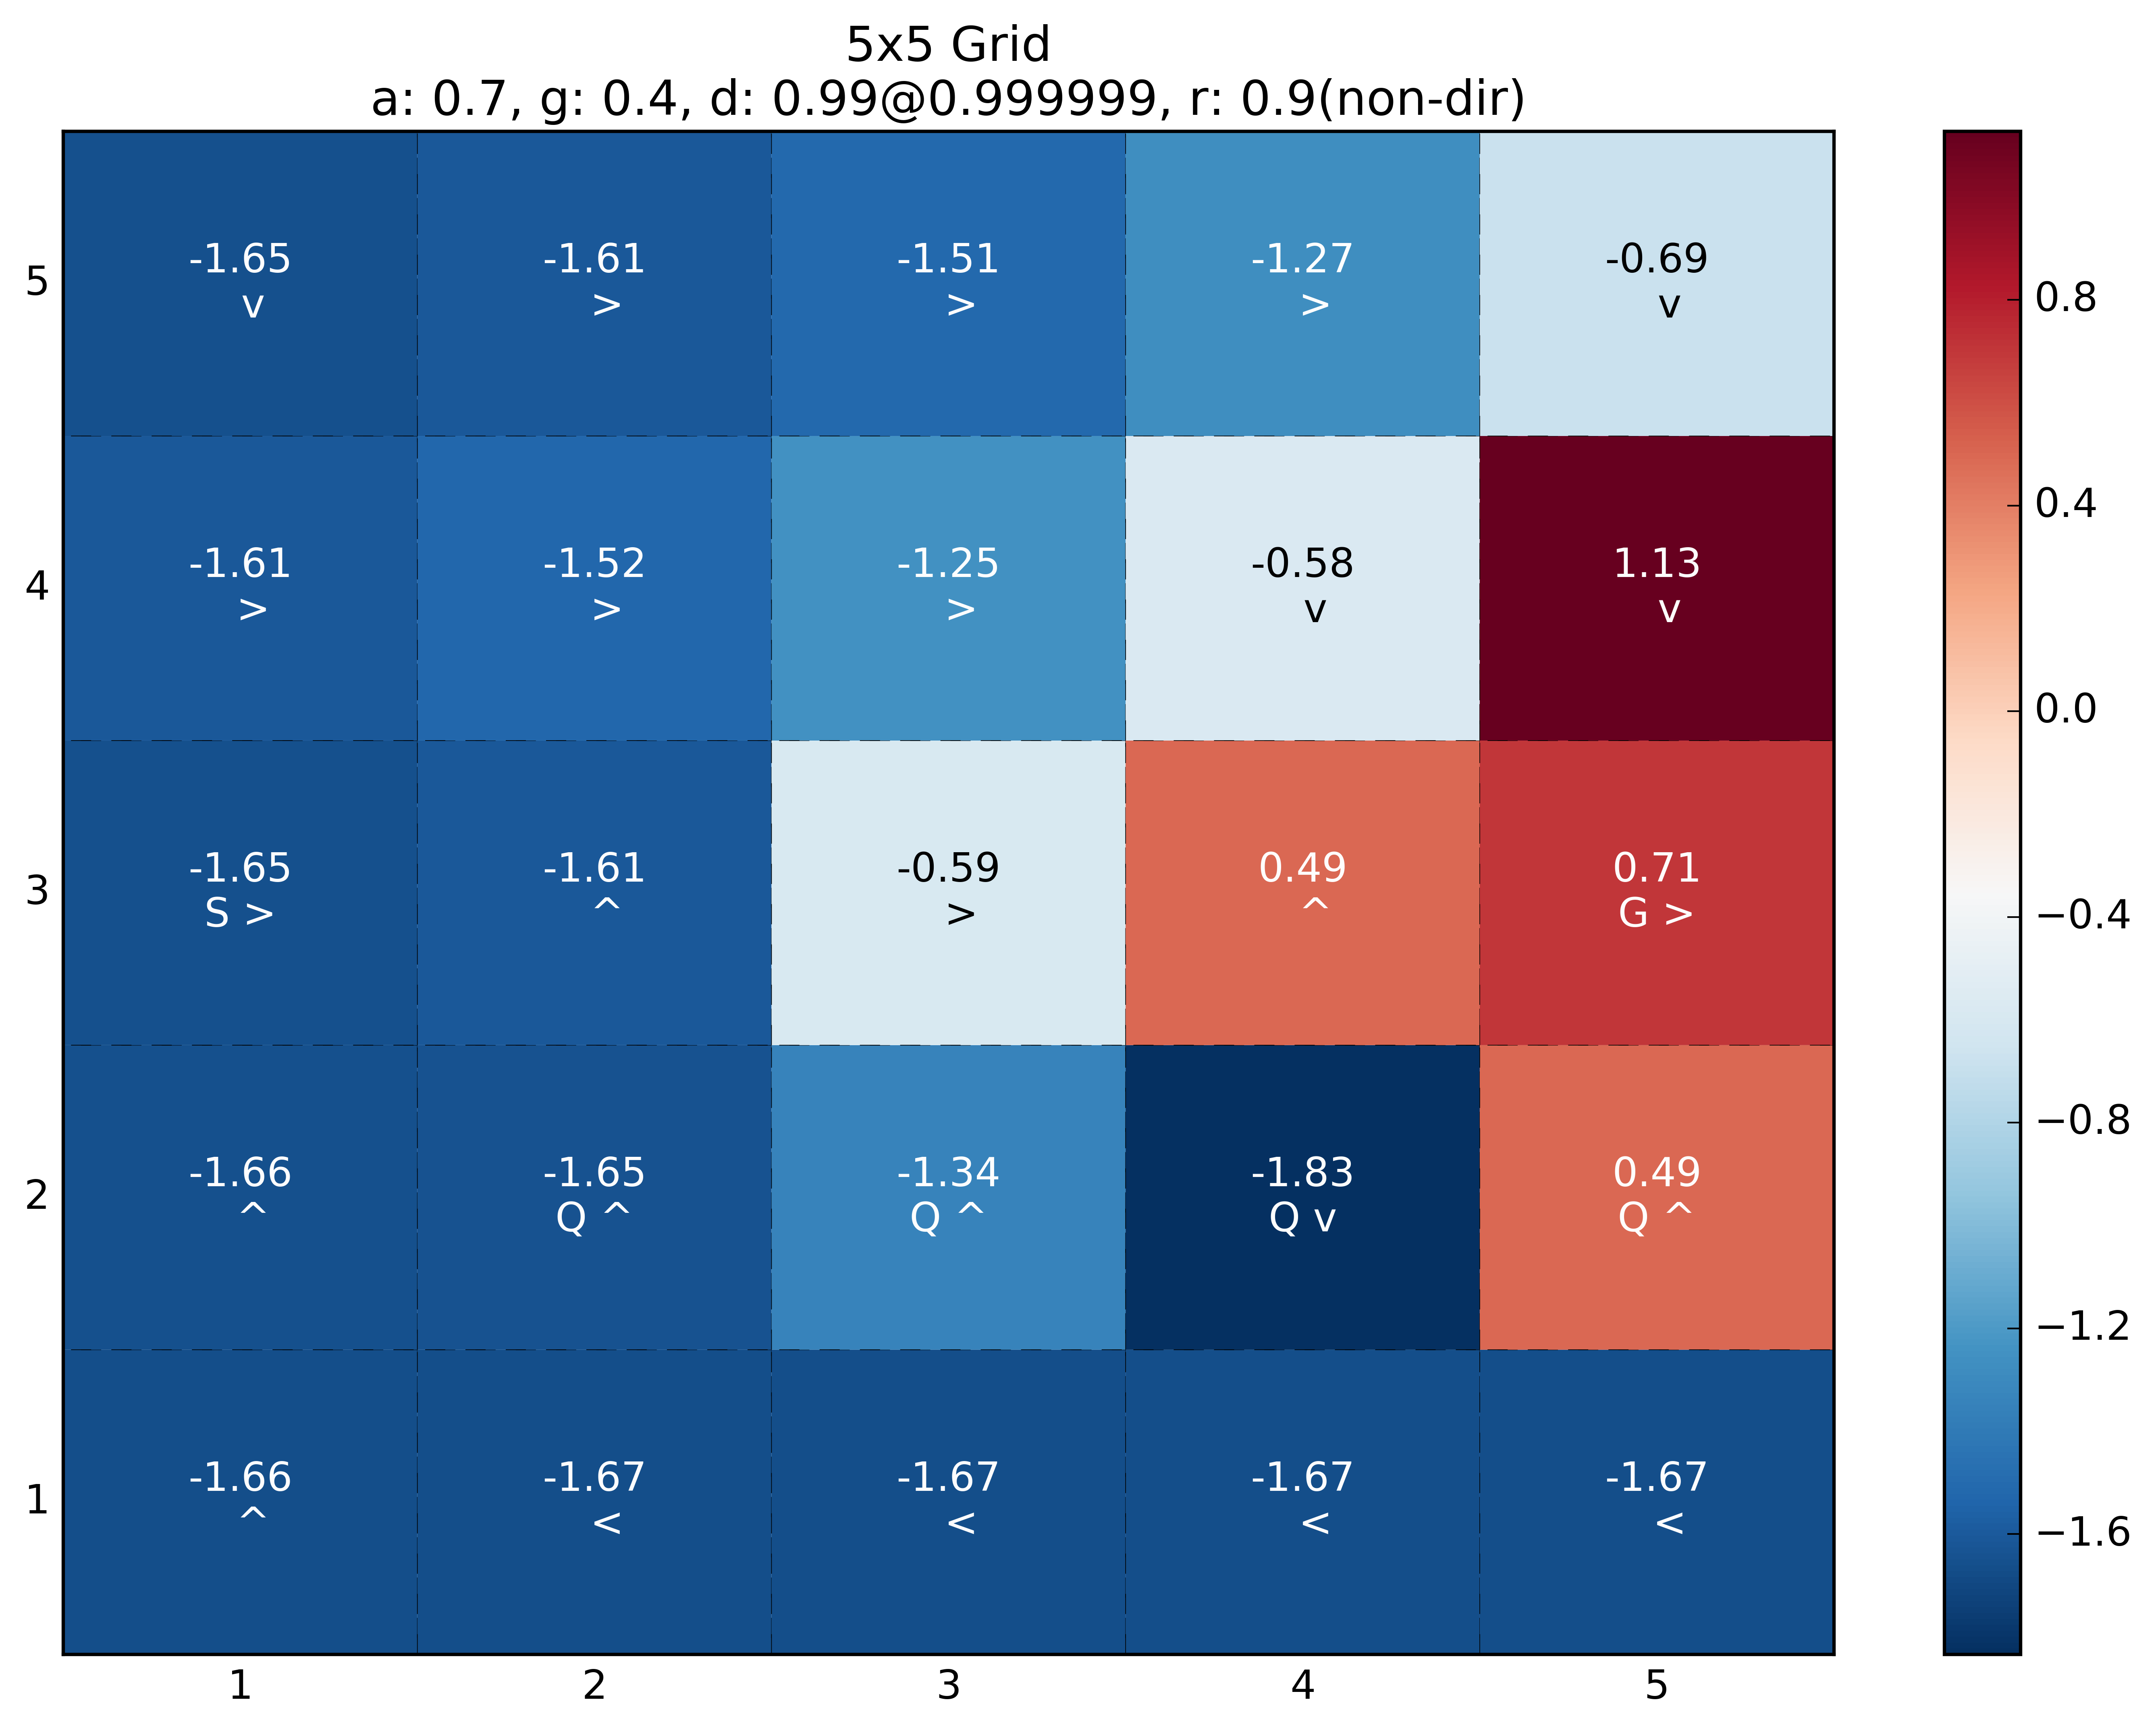 5x5 Grid
a: 0.7, g: 0.4, d: 0.99@0.999999, r: 0.9(non-dir)
5
-1.65 -1.61 -1.51 -1.27 -0.69
v > > > v
4
-1.61 -1.52 -1.25 -0.58 1.13
> > > v v
3
-1.65 -1.61 -0.59 0.49 0.71
S > ^ > ^ G >
2
-1.66 -1.65 -1.34 -1.83 0.49
^ Q ^ Q ^ Q v Q ^
1
-1.66 -1.67 -1.67 -1.67 -1.67
^ < < < <
1 2 3 4 5
0.8
0.4
0.0
−0.4
−0.8
−1.2
−1.6